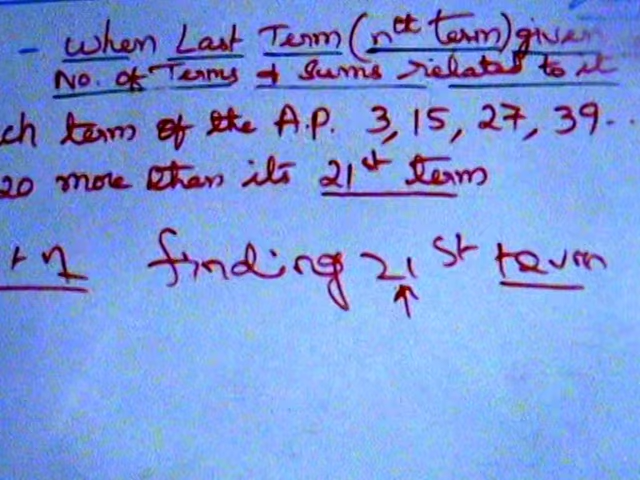 - When Last Term (nth term) given
No. of Terms & Sums related to it
ch term of the A.P. 3, 15, 27, 39...
20 more than its 21st term
finding 21st term